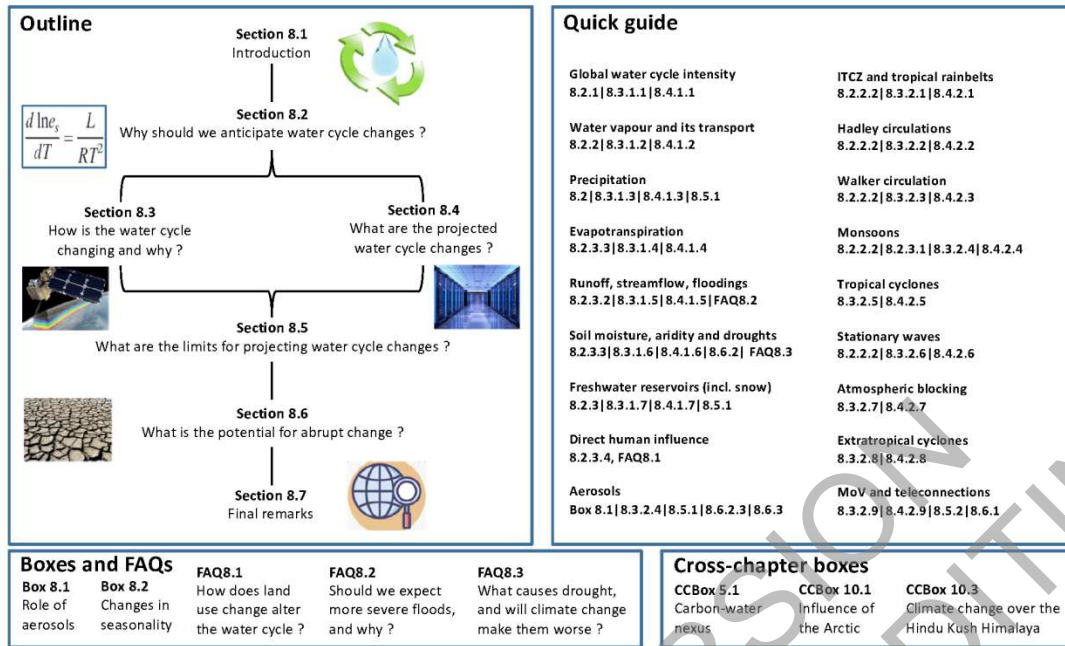 Outline
Section 8.1
Introduction
d ln e_s / dT = L / RT²
Section 8.2
Why should we anticipate water cycle changes ?
Section 8.3
How is the water cycle
changing and why ?
Section 8.4
What are the projected
water cycle changes ?
Section 8.5
What are the limits for projecting water cycle changes ?
Section 8.6
What is the potential for abrupt change ?
Section 8.7
Final remarks
Quick guide
Global water cycle intensity
8.2.1|8.3.1.1|8.4.1.1
Water vapour and its transport
8.2.2|8.3.1.2|8.4.1.2
Precipitation
8.2|8.3.1.3|8.4.1.3|8.5.1
Evapotranspiration
8.2.3.3|8.3.1.4|8.4.1.4
Runoff, streamflow, floodings
8.2.3.2|8.3.1.5|8.4.1.5|FAQ8.2
Soil moisture, aridity and droughts
8.2.3.3|8.3.1.6|8.4.1.6|8.6.2| FAQ8.3
Freshwater reservoirs (incl. snow)
8.2.3|8.3.1.7|8.4.1.7|8.5.1
Direct human influence
8.2.3.4, FAQ8.1
Aerosols
Box 8.1|8.3.2.4|8.5.1|8.6.2.3|8.6.3
ITCZ and tropical rainbelts
8.2.2.2|8.3.2.1|8.4.2.1
Hadley circulations
8.2.2.2|8.3.2.2|8.4.2.2
Walker circulation
8.2.2.2|8.3.2.3|8.4.2.3
Monsoons
8.2.2.2|8.2.3.1|8.3.2.4|8.4.2.4
Tropical cyclones
8.3.2.5|8.4.2.5
Stationary waves
8.2.2.2|8.3.2.6|8.4.2.6
Atmospheric blocking
8.3.2.7|8.4.2.7
Extratropical cyclones
8.3.2.8|8.4.2.8
MoV and teleconnections
8.3.2.9|8.4.2.9|8.5.2|8.6.1
Boxes and FAQs
Box 8.1
Role of
aerosols
Box 8.2
Changes in
seasonality
FAQ8.1
How does land
use change alter
the water cycle ?
FAQ8.2
Should we expect
more severe floods,
and why ?
FAQ8.3
What causes drought,
and will climate change
make them worse ?
Cross-chapter boxes
CCBox 5.1
Carbon-water
nexus
CCBox 10.1
Influence of
the Arctic
CCBox 10.3
Climate change over the
Hindu Kush Himalaya